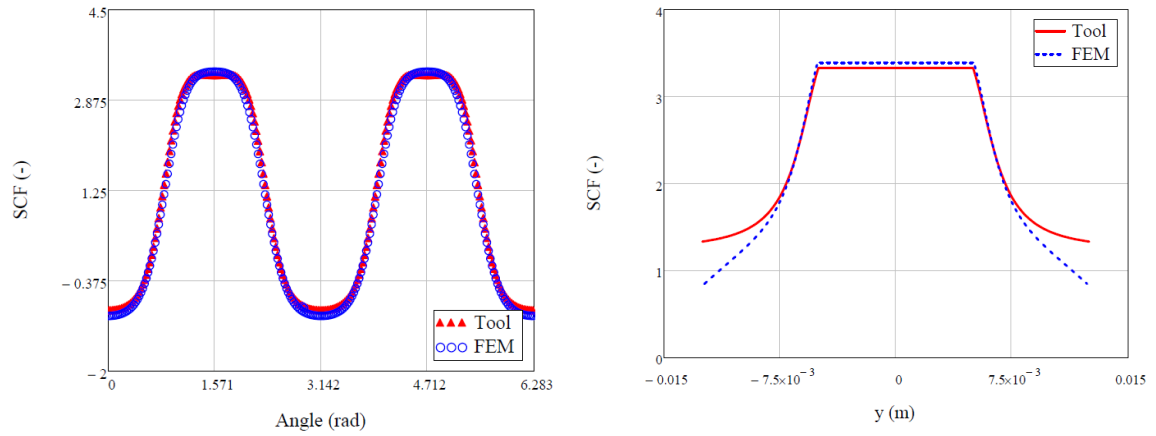 4.5
2.875
1.25
−0.375
−2
0
1.571
3.142
4.712
6.283
SCF (-)
Angle (rad)
Tool
FEM
4
3
2
1
0
−0.015
−7.5×10⁻³
0
7.5×10⁻³
0.015
SCF (-)
y (m)
Tool
FEM